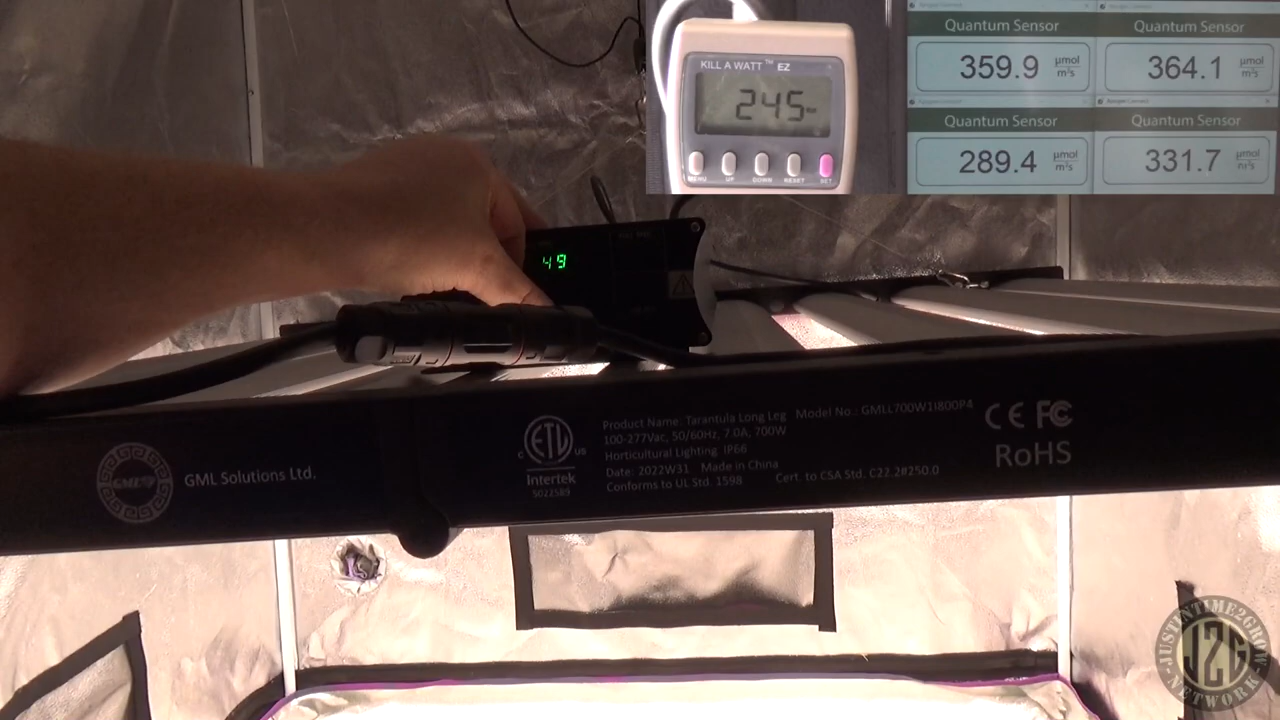 KILL A WATT™ EZ
245
MENU UP DOWN RESET SET
Quantum Sensor
359.9 µmol m²s
Quantum Sensor
364.1 µmol m²s
Quantum Sensor
289.4 µmol m²s
Quantum Sensor
331.7 µmol m²s
49
GML Solutions Ltd.
ETL
C US
Intertek
5022589
Product Name: Tarantula Long Leg Model No.: GMLL700W1I800P4
100-277Vac, 50/60Hz, 7.0A, 700W
Horticultural Lighting IP66
Date: 2022W31 Made in China
Conforms to UL Std. 1598 Cert. to CSA Std. C22.2#250.0
CE FC
RoHS
JUSTINTIME2GROW
J2G
NETWORK